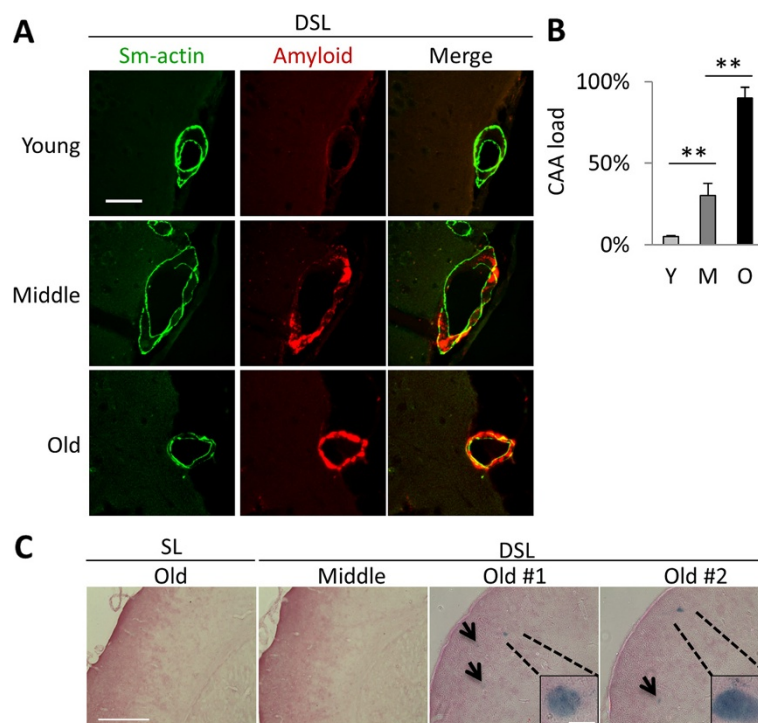 A
DSL
Sm-actin Amyloid Merge
Young
Middle
Old
B
**
**
100%
50%
0%
CAA load
Y M O
C
SL DSL
Old Middle Old #1 Old #2